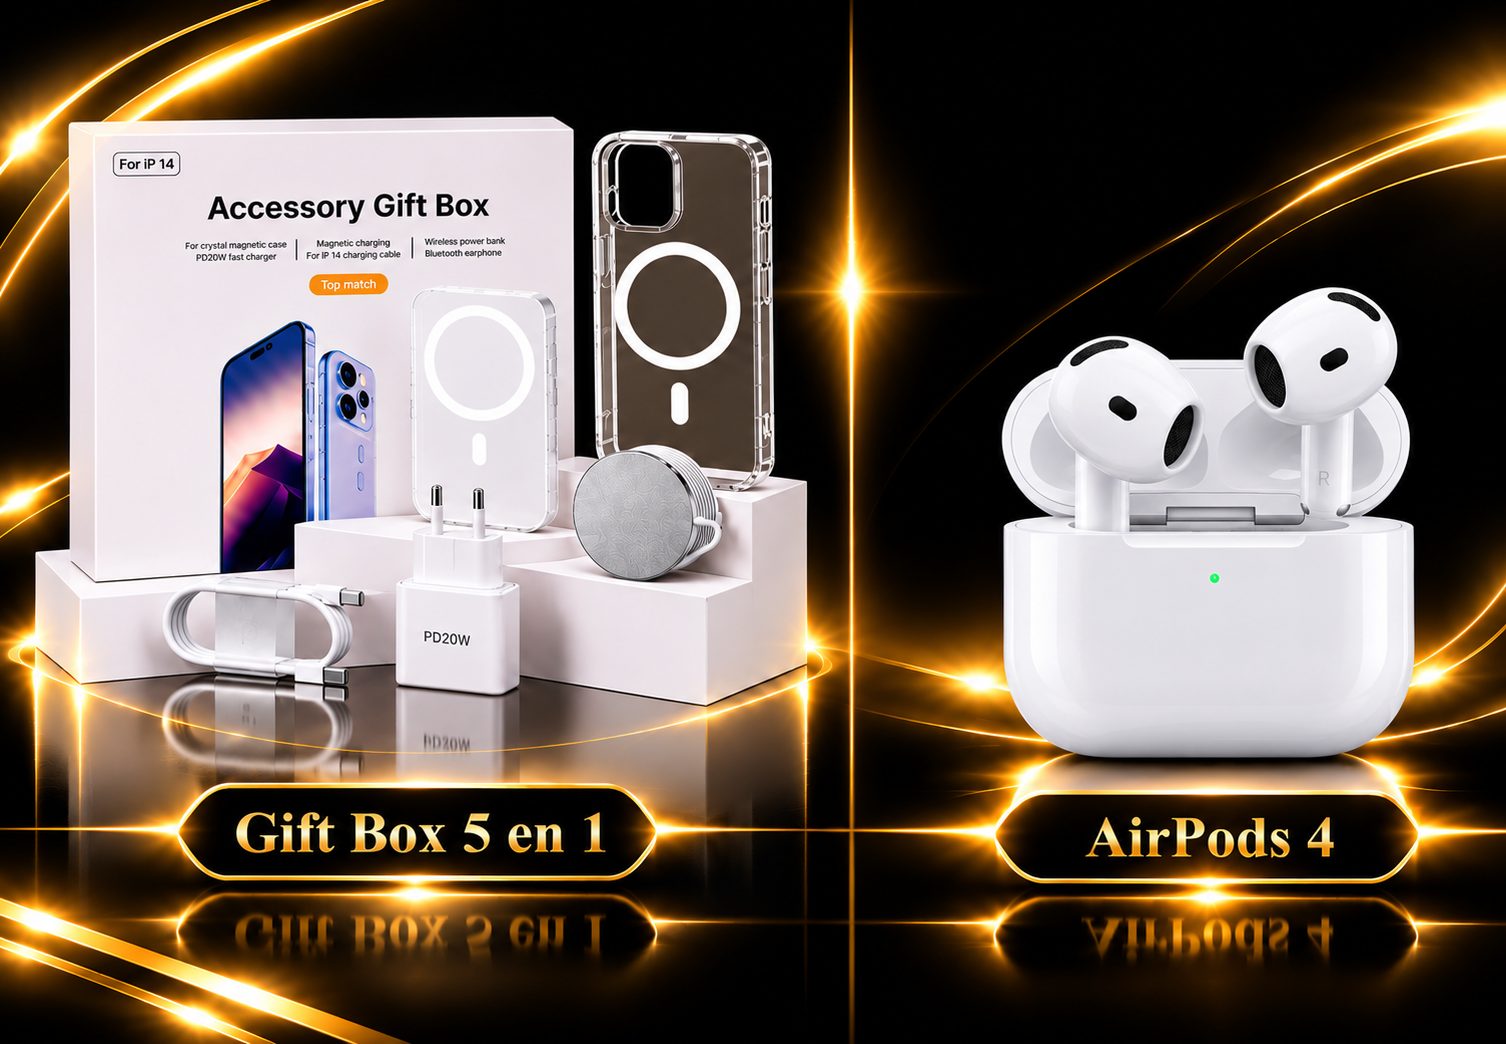 For iP 14
Accessory Gift Box
For crystal magnetic case
PD20W fast charger
Magnetic charging
For iP 14 charging cable
Wireless power bank
Bluetooth earphone
Top match
PD20W
R
Gift Box 5 en 1
AirPods 4